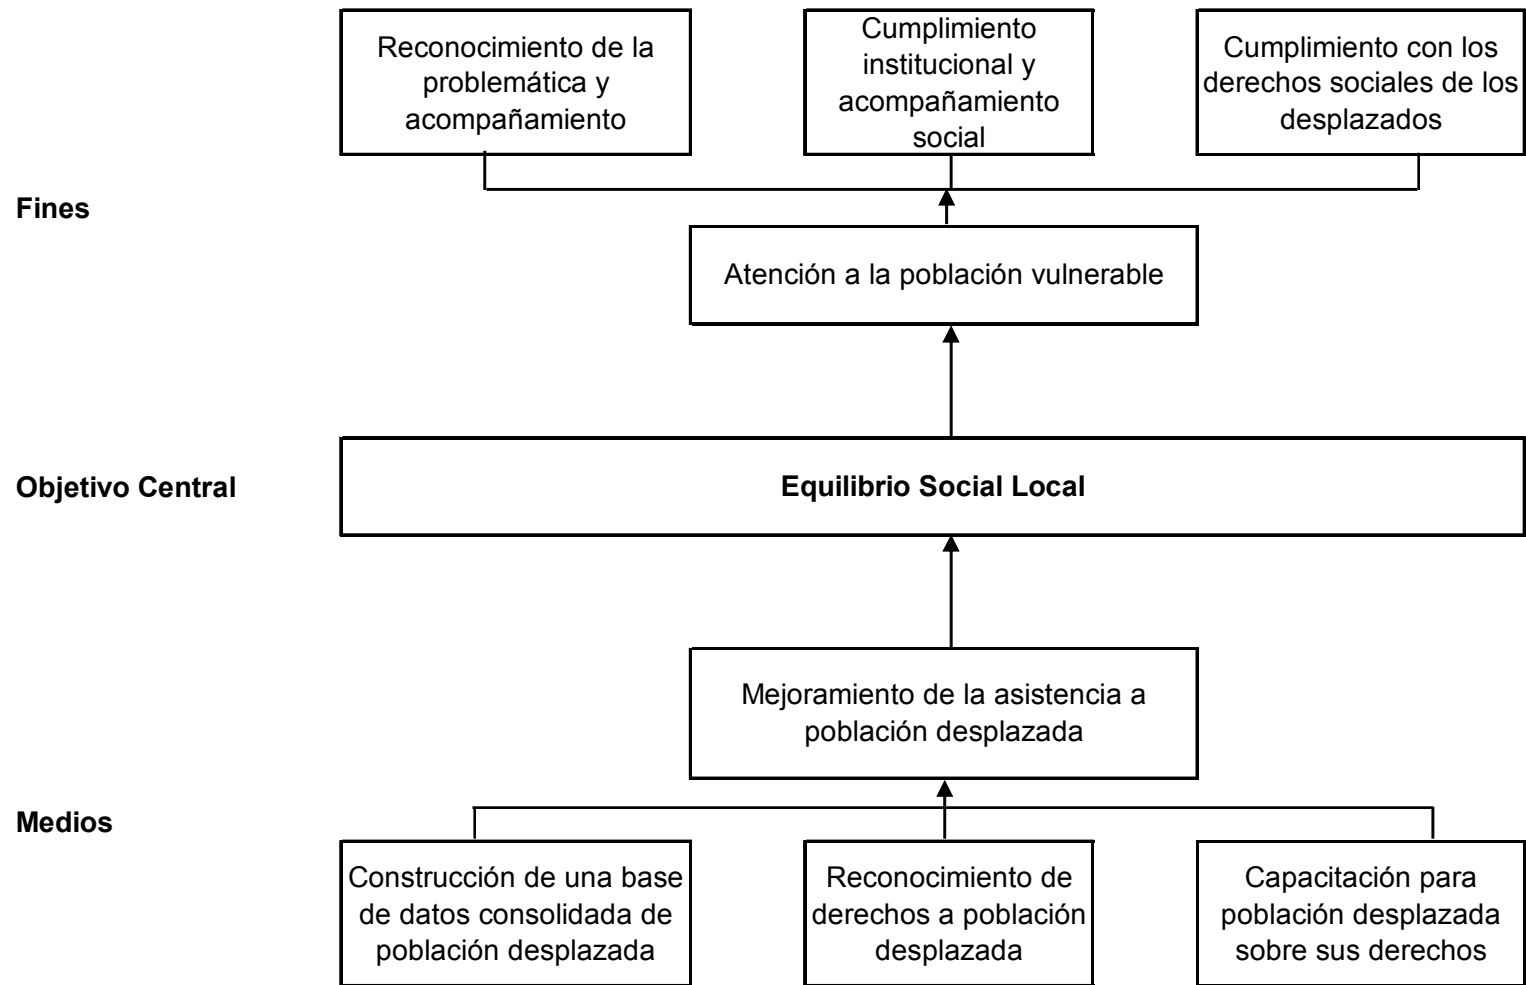 Reconocimiento de la
problemática y
acompañamiento
Cumplimiento
institucional y
acompañamiento
social
Cumplimiento con los
derechos sociales de los
desplazados
Fines
Atención a la población vulnerable
Objetivo Central
Equilibrio Social Local
Mejoramiento de la asistencia a
población desplazada
Medios
Construcción de una base
de datos consolidada de
población desplazada
Reconocimiento de
derechos a población
desplazada
Capacitación para
población desplazada
sobre sus derechos